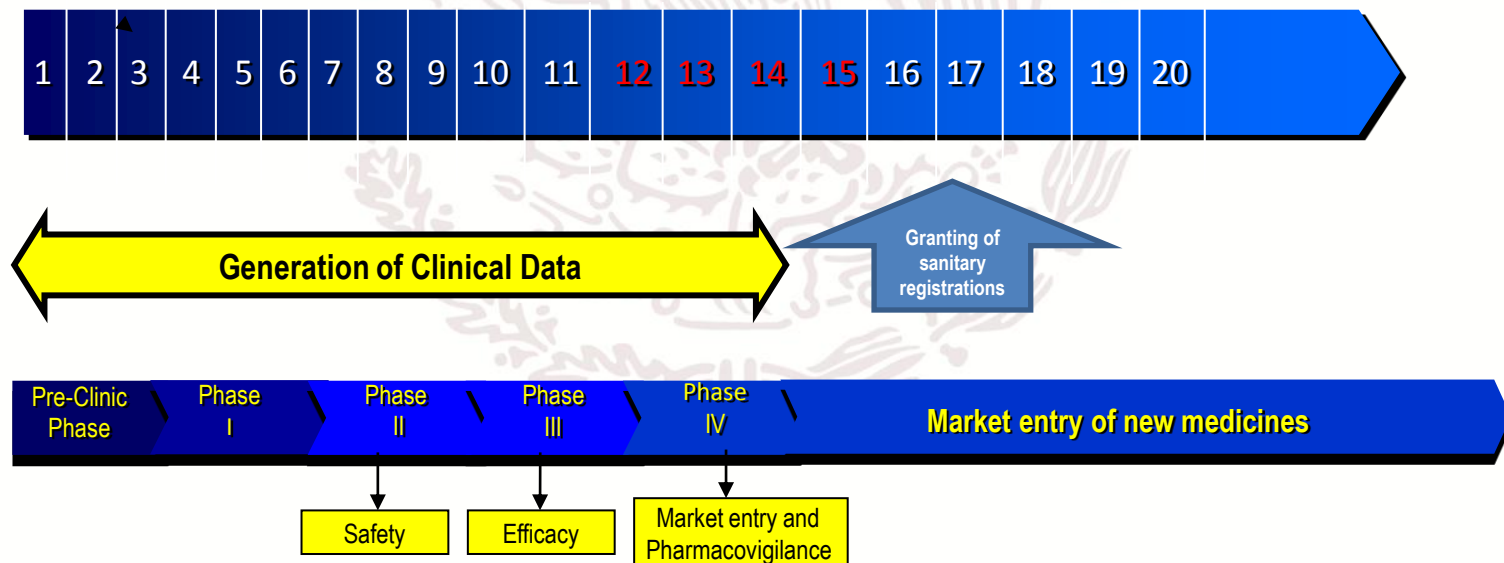 1 2 3 4 5 6 7 8 9 10 11 12 13 14 15 16 17 18 19 20
Generation of Clinical Data
Granting of
sanitary
registrations
Pre-Clinic
Phase
Phase
I
Phase
II
Phase
III
Phase
IV
Market entry of new medicines
Safety
Efficacy
Market entry and
Pharmacovigilance